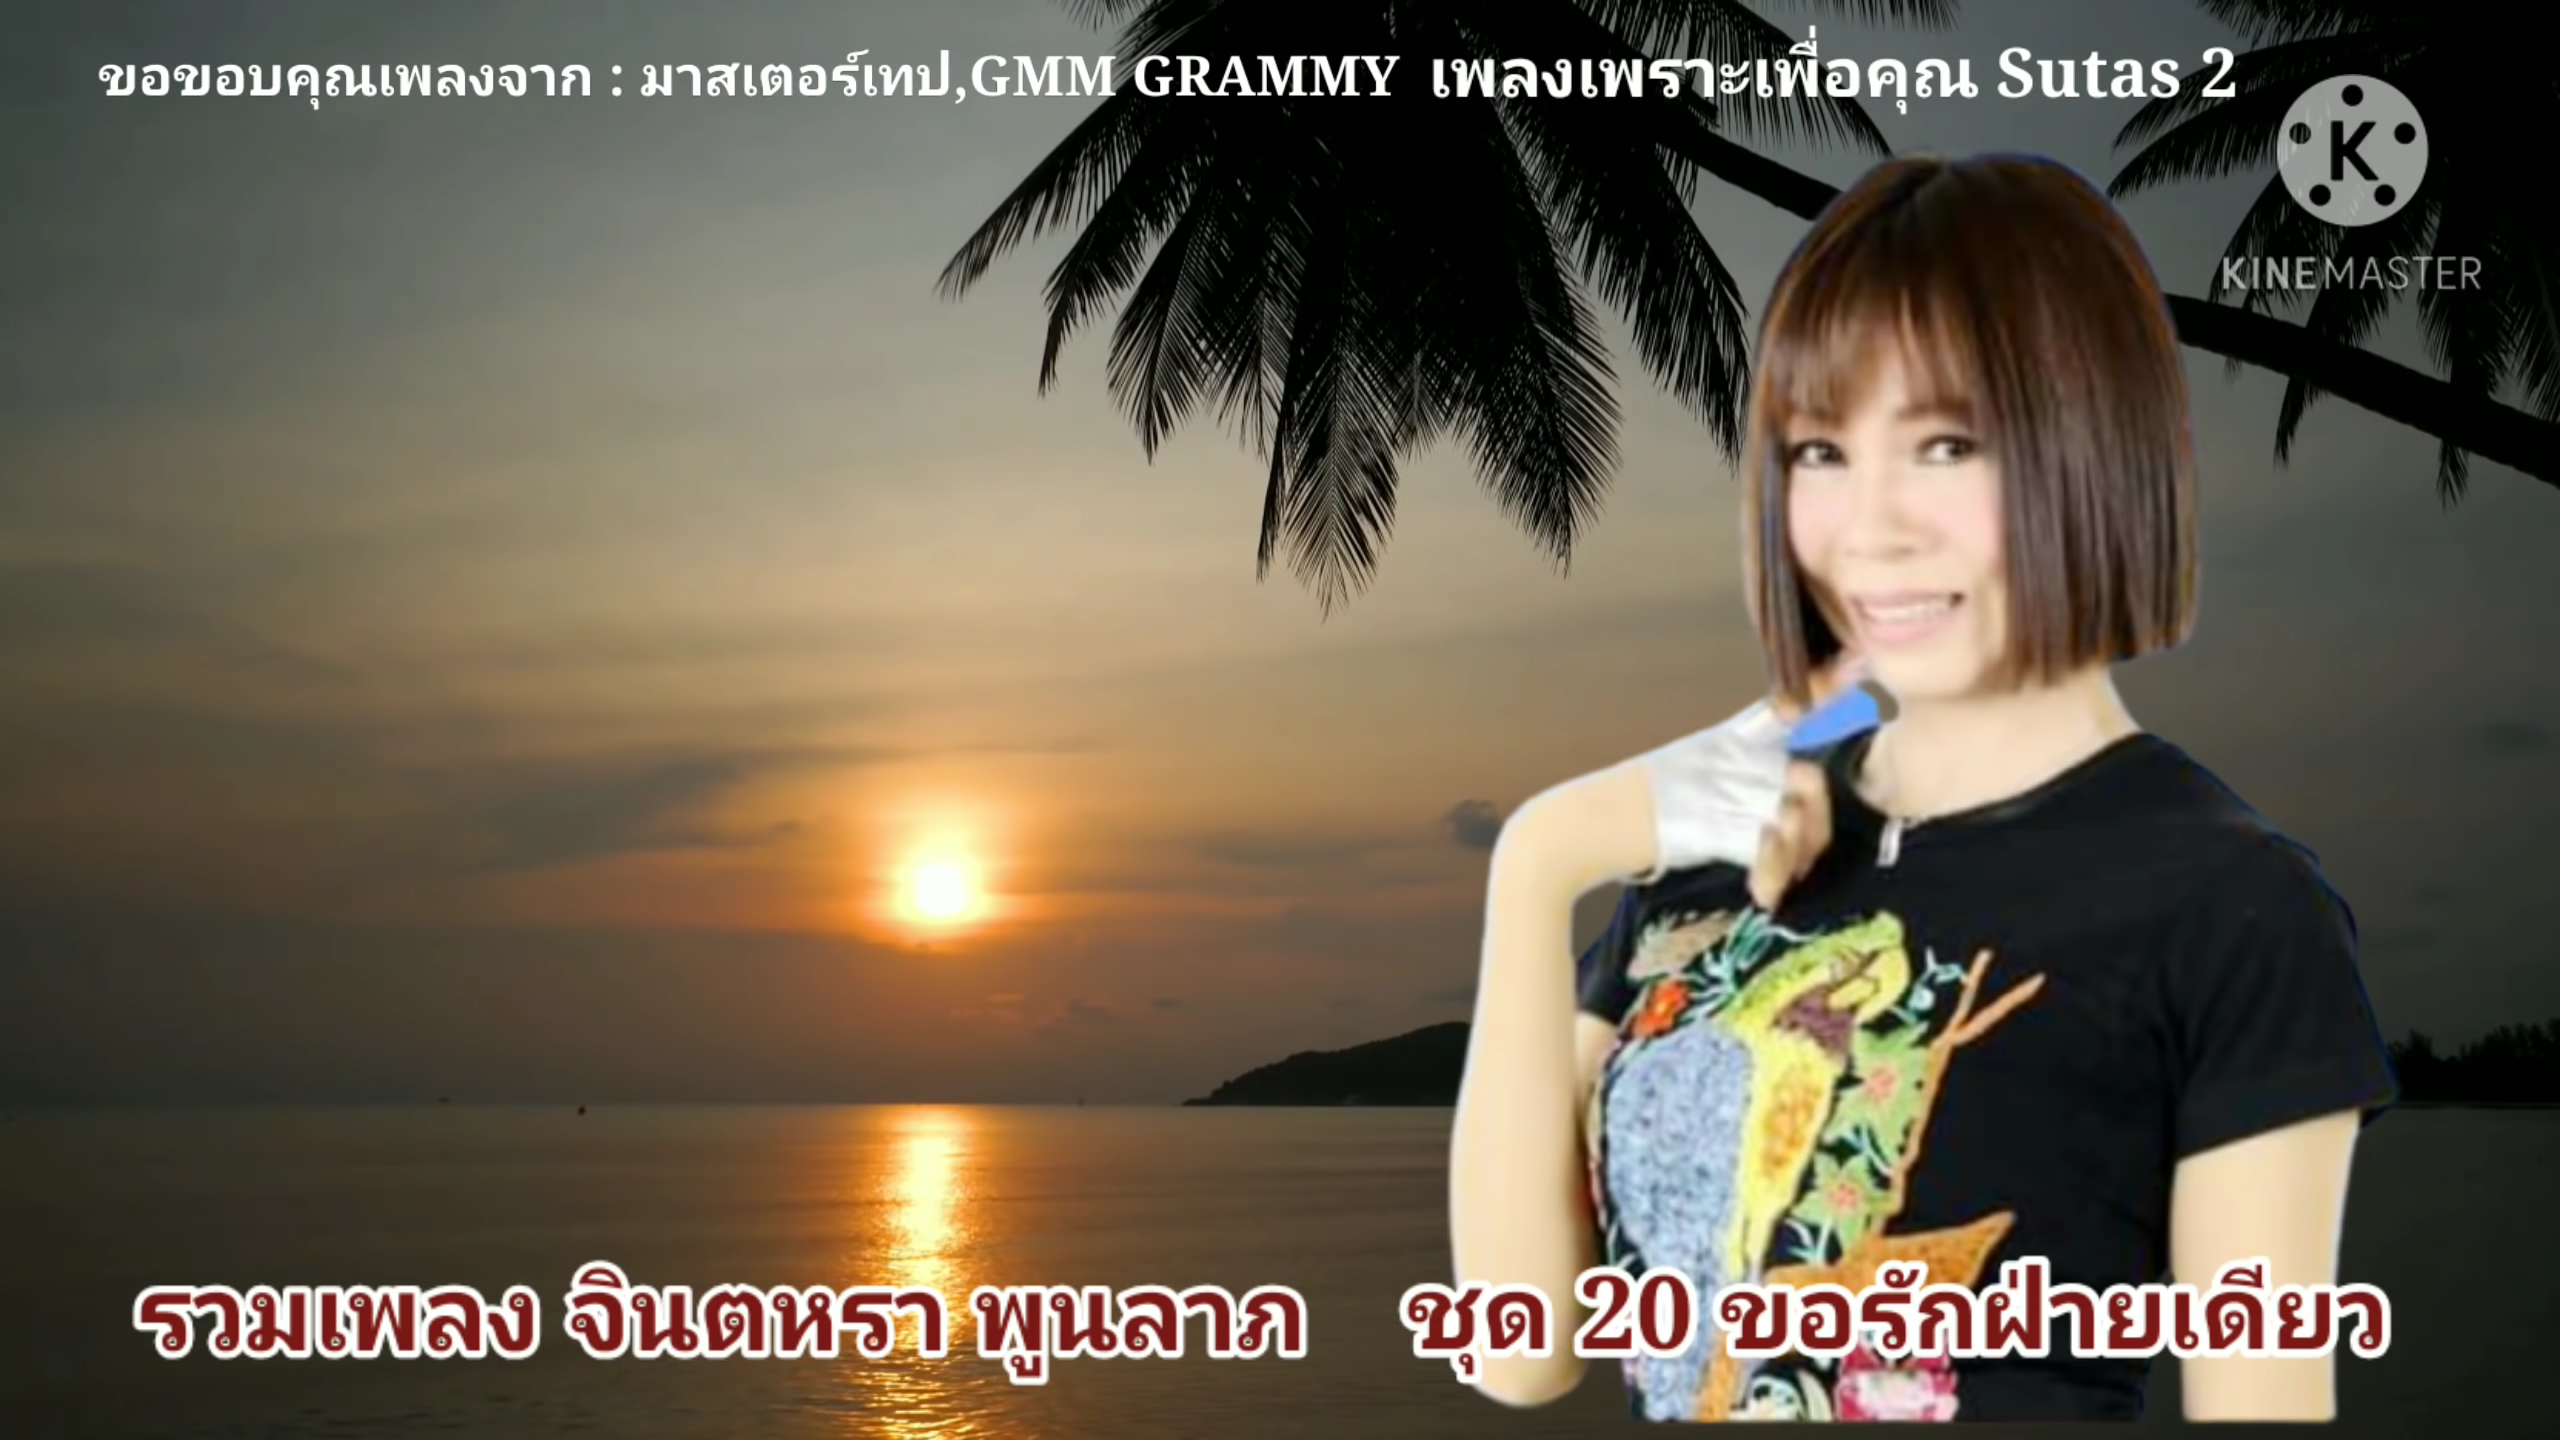 ขอขอบคุณเพลงจาก : มาสเตอร์เทป,GMM GRAMMY เพลงเพราะเพื่อคุณ Sutas 2
K
KINEMASTER
รวมเพลง จินตหรา พูนลาภ ชุด 20 ขอรักฝ่ายเดียว